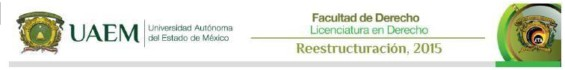 UAEM
Universidad Autónoma
del Estado de México
Facultad de Derecho
Licenciatura en Derecho
Reestructuración, 2015